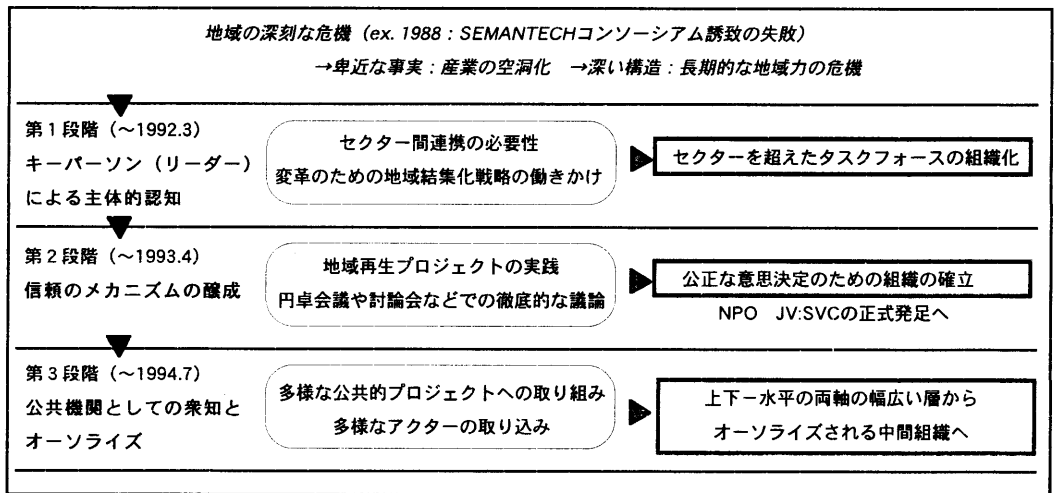 地域の深刻な危機（ex. 1988：SEMANTECHコンソーシアム誘致の失敗）
→卑近な事実：産業の空洞化　→深い構造：長期的な地域力の危機
第１段階（～1992.3）
キーパーソン（リーダー）
による主体的認知
セクター間連携の必要性
変革のための地域結集化戦略の働きかけ
セクターを超えたタスクフォースの組織化
第２段階（～1993.4）
信頼のメカニズムの醸成
地域再生プロジェクトの実践
円卓会議や討論会などでの徹底的な議論
公正な意思決定のための組織の確立
NPO　JV:SVCの正式発足へ
第３段階（～1994.7）
公共機関としての衆知と
オーソライズ
多様な公共的プロジェクトへの取り組み
多様なアクターの取り込み
上下－水平の両軸の幅広い層から
オーソライズされる中間組織へ